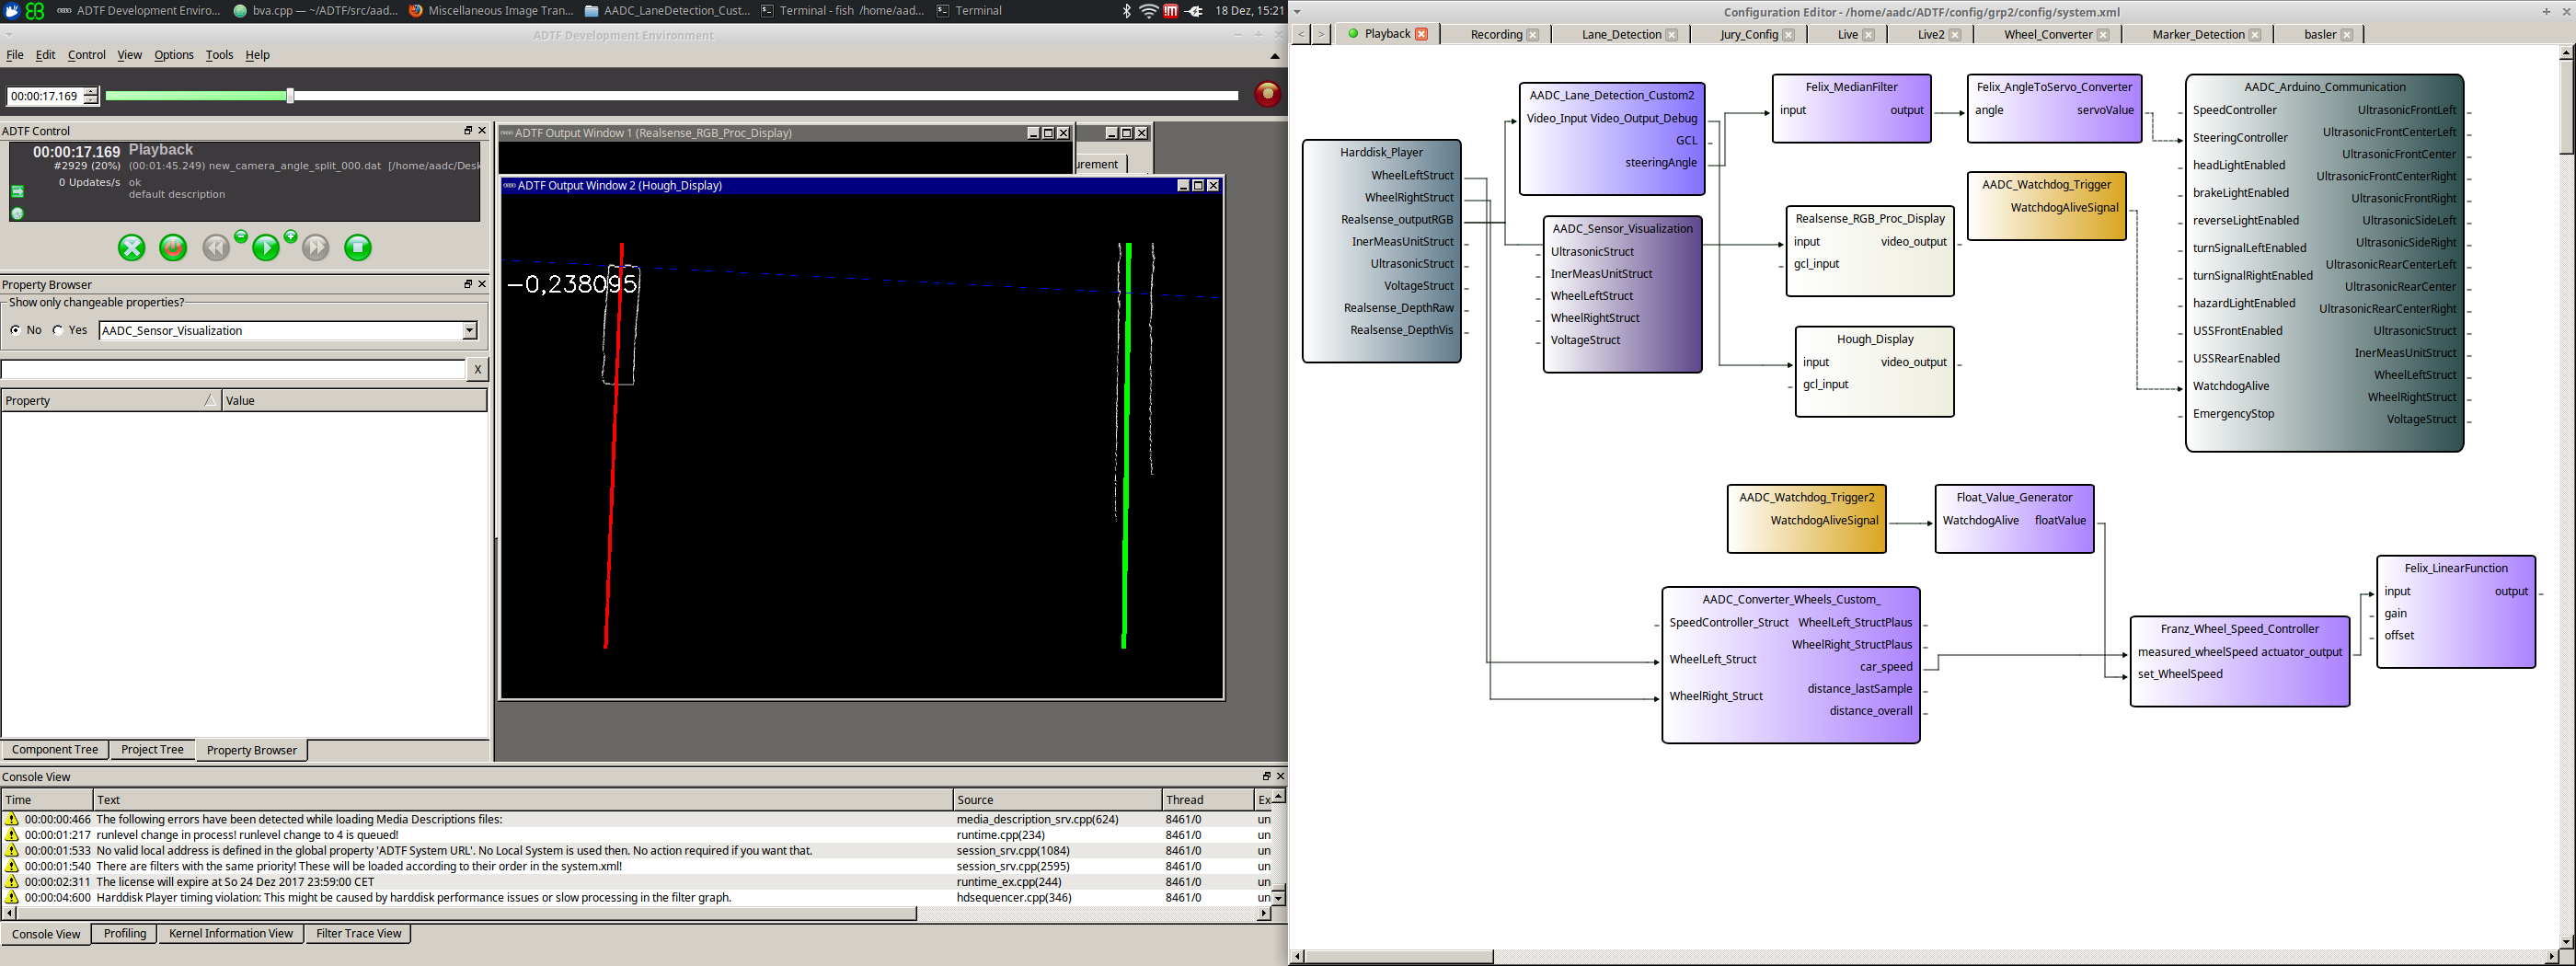 ADTF Development Enviro...
bva.cpp — ~/ADTF/src/aad...
Miscellaneous Image Tran...
AADC_LaneDetection_Cust...
Terminal - fish /home/aad...
Terminal
18 Dez, 15:21
ADTF Development Environment
File Edit Control View Options Tools Help
00:00:17.169
ADTF Control
00:00:17.169 Playback
#2929 (20%) (00:01:45.249) new_camera_angle_split_000.dat [/home/aadc/Desk
0 Updates/s ok
default description
Property Browser
Show only changeable properties?
No Yes AADC_Sensor_Visualization
X
Property Value
Component Tree Project Tree Property Browser
ADTF Output Window 1 (Realsense_RGB_Proc_Display)
urement
ADTF Output Window 2 (Hough_Display)
−0,238095
Console View
Time Text Source Thread Ex
00:00:00:466 The following errors have been detected while loading Media Descriptions files: media_description_srv.cpp(624) 8461/0 un
00:00:01:217 runlevel change in process! runlevel change to 4 is queued! runtime.cpp(234) 8461/0 un
00:00:01:533 No valid local address is defined in the global property 'ADTF System URL'. No Local System is used then. No action required if you want that. session_srv.cpp(1084) 8461/0 un
00:00:01:540 There are filters with the same priority! These will be loaded according to their order in the system.xml! session_srv.cpp(2595) 8461/0 un
00:00:02:311 The license will expire at So 24 Dez 2017 23:59:00 CET runtime_ex.cpp(244) 8461/0 un
00:00:04:600 Harddisk Player timing violation: This might be caused by harddisk performance issues or slow processing in the filter graph. hdsequencer.cpp(346) 8461/0 un
Console View Profiling Kernel Information View Filter Trace View
Configuration Editor - /home/aadc/ADTF/config/grp2/config/system.xml
Playback Recording Lane_Detection Jury_Config Live Live2 Wheel_Converter Marker_Detection basler
Harddisk_Player
WheelLeftStruct
WheelRightStruct
Realsense_outputRGB
InerMeasUnitStruct
UltrasonicStruct
VoltageStruct
Realsense_DepthRaw
Realsense_DepthVis
AADC_Lane_Detection_Custom2
Video_Input Video_Output_Debug
GCL
steeringAngle
AADC_Sensor_Visualization
UltrasonicStruct
InerMeasUnitStruct
WheelLeftStruct
WheelRightStruct
VoltageStruct
Felix_MedianFilter
input output
Realsense_RGB_Proc_Display
input video_output
gcl_input
Hough_Display
input video_output
gcl_input
Felix_AngleToServo_Converter
angle servoValue
AADC_Watchdog_Trigger
WatchdogAliveSignal
AADC_Arduino_Communication
SpeedController UltrasonicFrontLeft
UltrasonicFrontCenterLeft
SteeringController
UltrasonicFrontCenter
headLightEnabled
UltrasonicFrontCenterRight
brakeLightEnabled
UltrasonicFrontRight
reverseLightEnabled UltrasonicSideLeft
UltrasonicSideRight
turnSignalLeftEnabled
UltrasonicRearCenterLeft
turnSignalRightEnabled
UltrasonicRearCenter
hazardLightEnabled
UltrasonicRearCenterRight
USSFrontEnabled UltrasonicStruct
InerMeasUnitStruct
USSRearEnabled
WheelLeftStruct
WatchdogAlive
WheelRightStruct
EmergencyStop
VoltageStruct
AADC_Watchdog_Trigger2
WatchdogAliveSignal
Float_Value_Generator
WatchdogAlive floatValue
AADC_Converter_Wheels_Custom_
SpeedController_Struct WheelLeft_StructPlaus
WheelRight_StructPlaus
WheelLeft_Struct
car_speed
distance_lastSample
WheelRight_Struct
distance_overall
Franz_Wheel_Speed_Controller
measured_wheelSpeed actuator_output
set_WheelSpeed
Felix_LinearFunction
input output
gain
offset